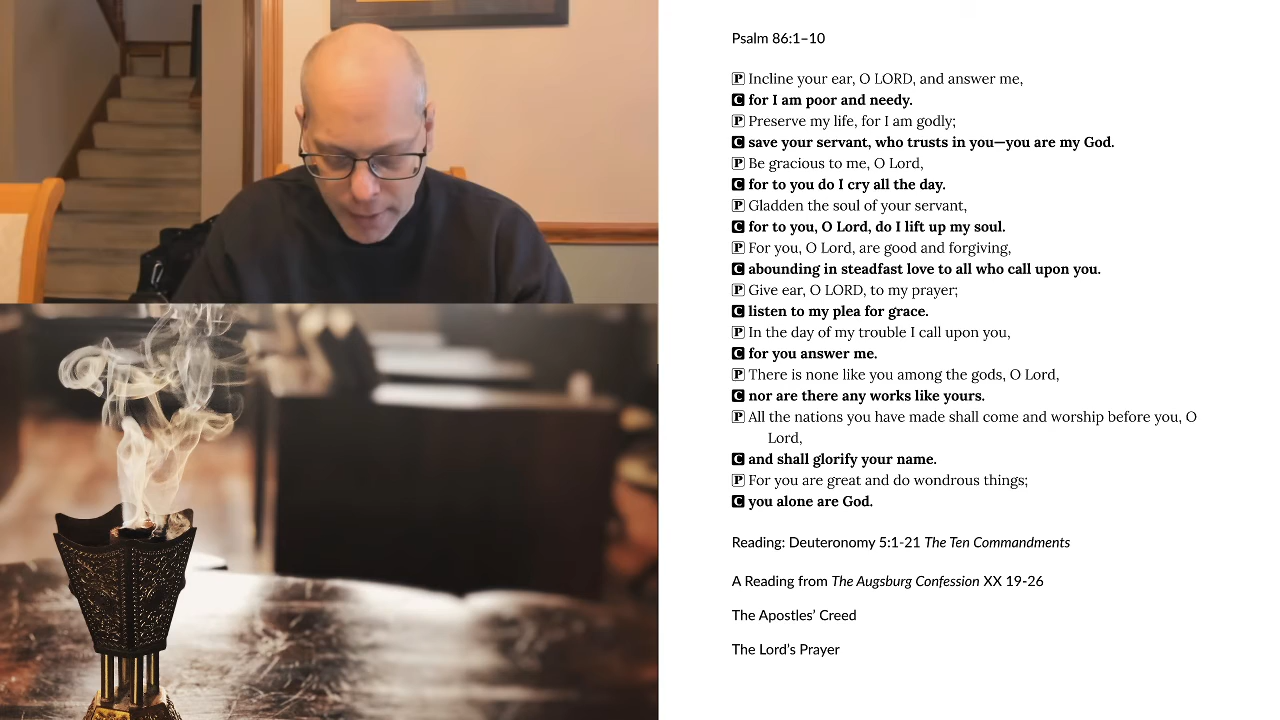 Psalm 86:1–10
P Incline your ear, O LORD, and answer me,
C for I am poor and needy.
P Preserve my life, for I am godly;
C save your servant, who trusts in you—you are my God.
P Be gracious to me, O Lord,
C for to you do I cry all the day.
P Gladden the soul of your servant,
C for to you, O Lord, do I lift up my soul.
P For you, O Lord, are good and forgiving,
C abounding in steadfast love to all who call upon you.
P Give ear, O LORD, to my prayer;
C listen to my plea for grace.
P In the day of my trouble I call upon you,
C for you answer me.
P There is none like you among the gods, O Lord,
C nor are there any works like yours.
P All the nations you have made shall come and worship before you, O
Lord,
C and shall glorify your name.
P For you are great and do wondrous things;
C you alone are God.
Reading: Deuteronomy 5:1-21 The Ten Commandments
A Reading from The Augsburg Confession XX 19-26
The Apostles’ Creed
The Lord’s Prayer